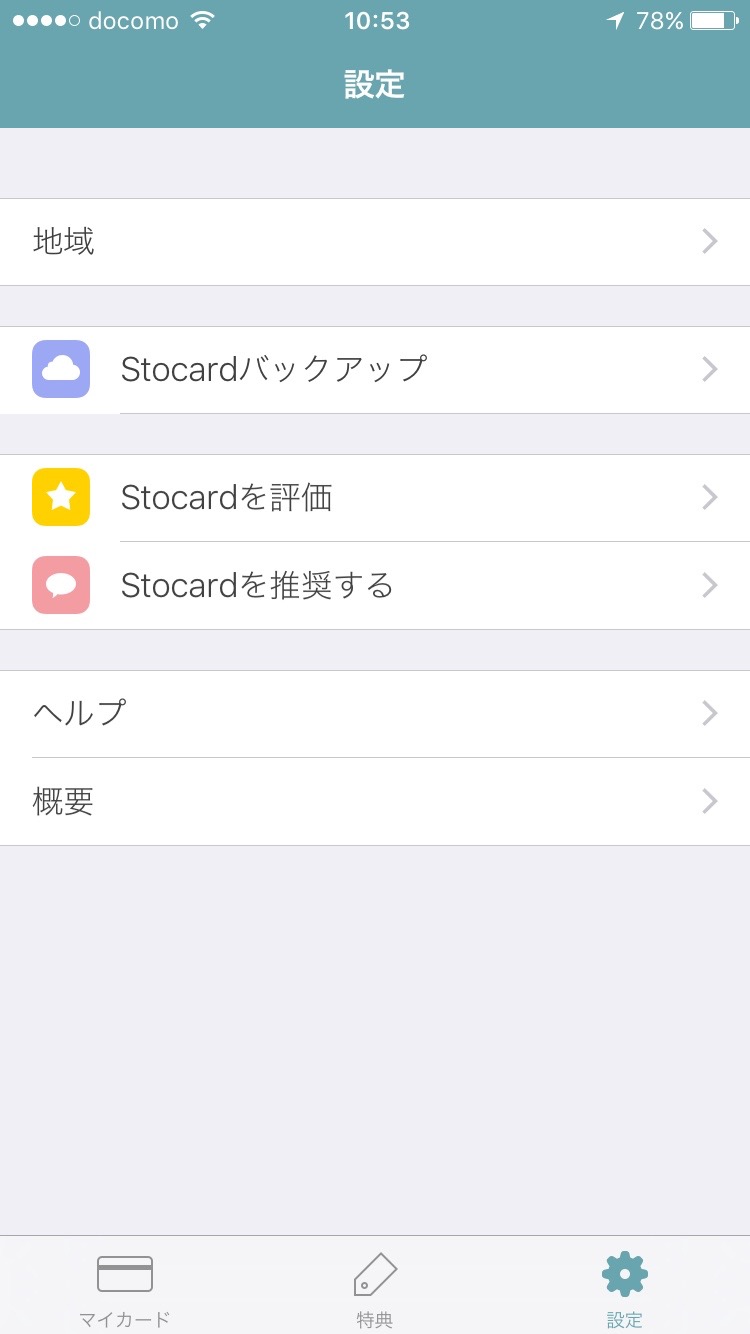 docomo 10:53 78%
設定
地域
Stocardバックアップ
Stocardを評価
Stocardを推奨する
ヘルプ
概要
マイカード 特典 設定